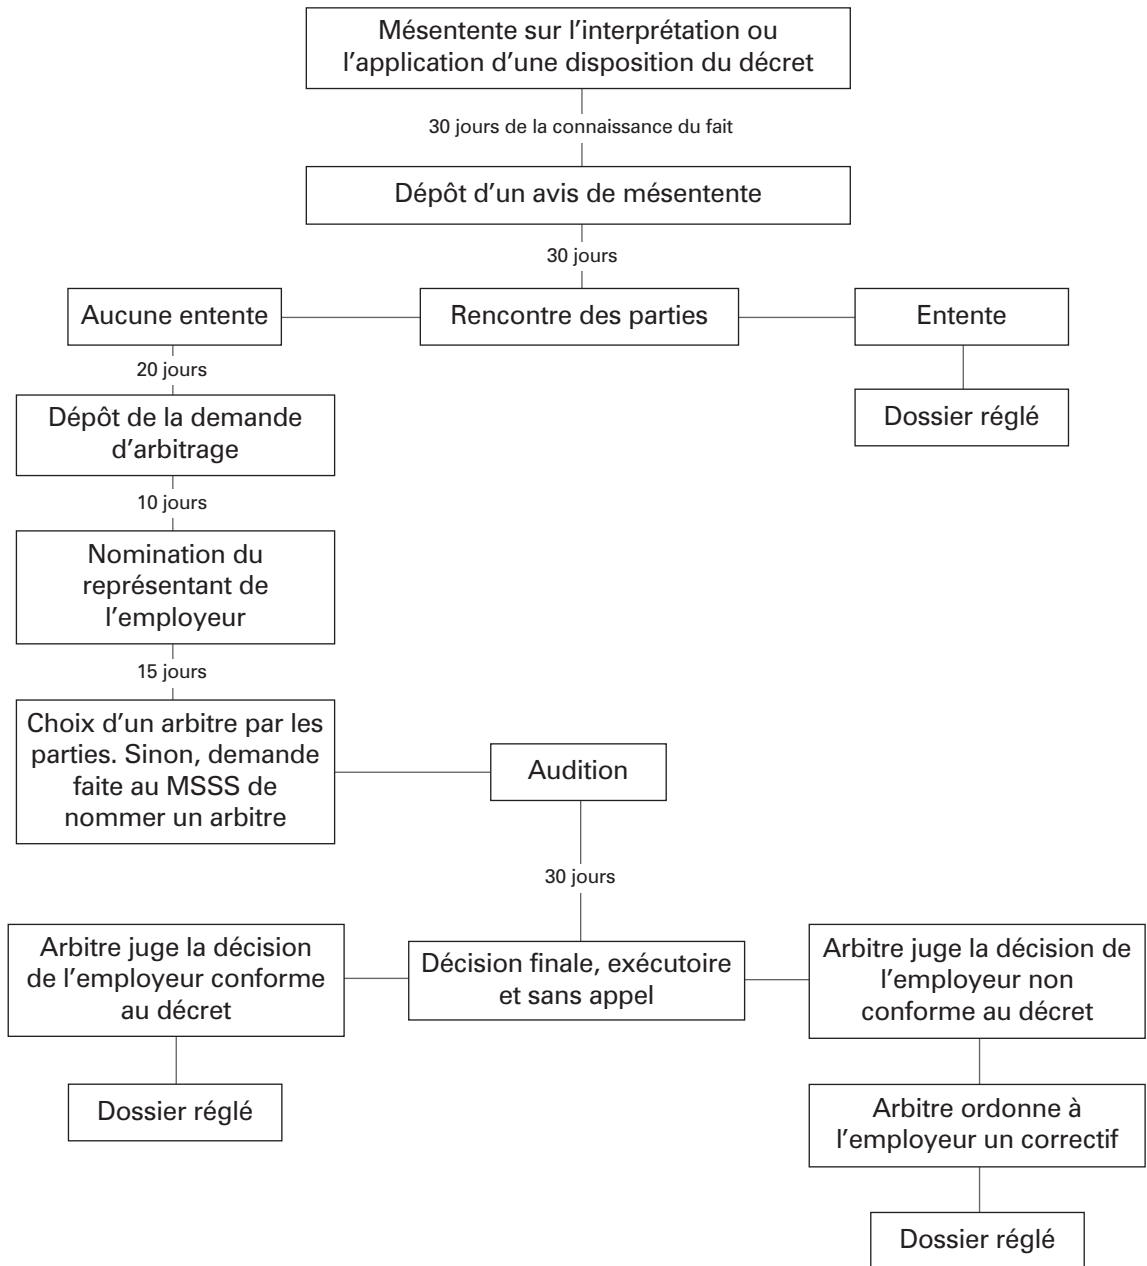 Mésentente sur l’interprétation ou
l’application d’une disposition du décret
30 jours de la connaissance du fait
Dépôt d’un avis de mésentente
30 jours
Aucune entente
Rencontre des parties
Entente
20 jours
Dossier réglé
Dépôt de la demande
d’arbitrage
10 jours
Nomination du
représentant de
l’employeur
15 jours
Choix d’un arbitre par les
parties. Sinon, demande
faite au MSSS de
nommer un arbitre
Audition
30 jours
Arbitre juge la décision
de l’employeur conforme
au décret
Décision finale, exécutoire
et sans appel
Arbitre juge la décision de
l’employeur non
conforme au décret
Dossier réglé
Arbitre ordonne à
l’employeur un correctif
Dossier réglé